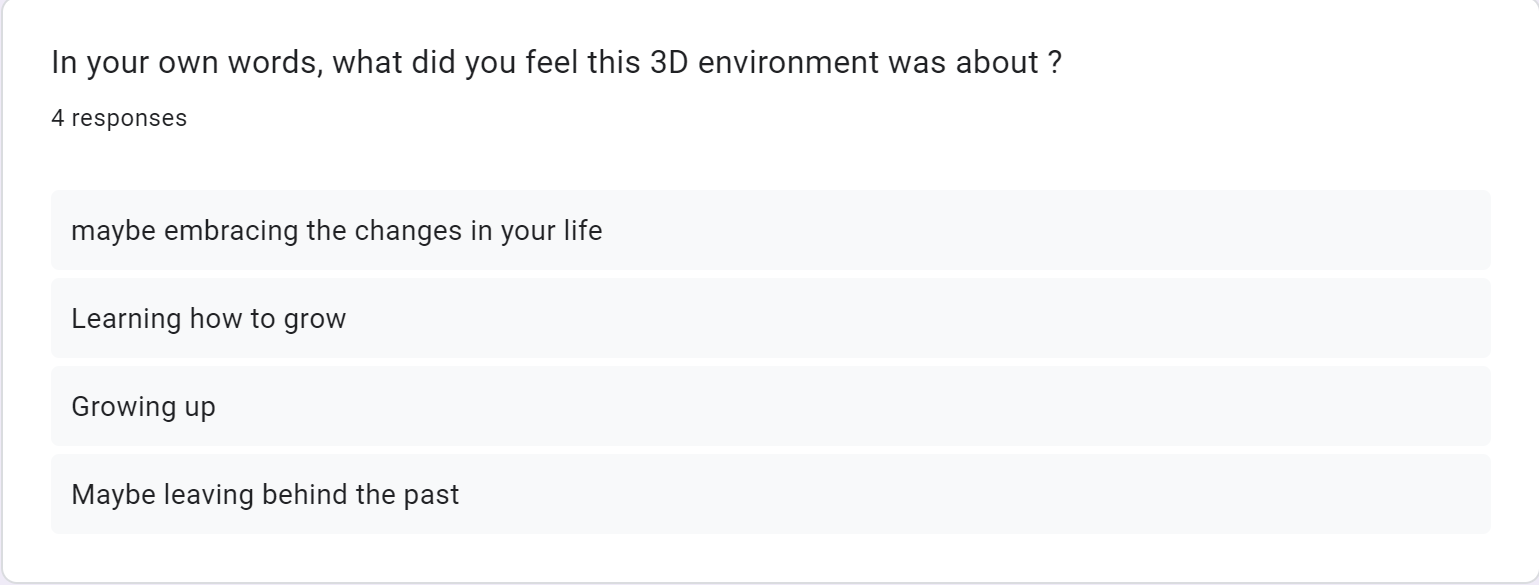 In your own words, what did you feel this 3D environment was about ?
4 responses
maybe embracing the changes in your life
Learning how to grow
Growing up
Maybe leaving behind the past